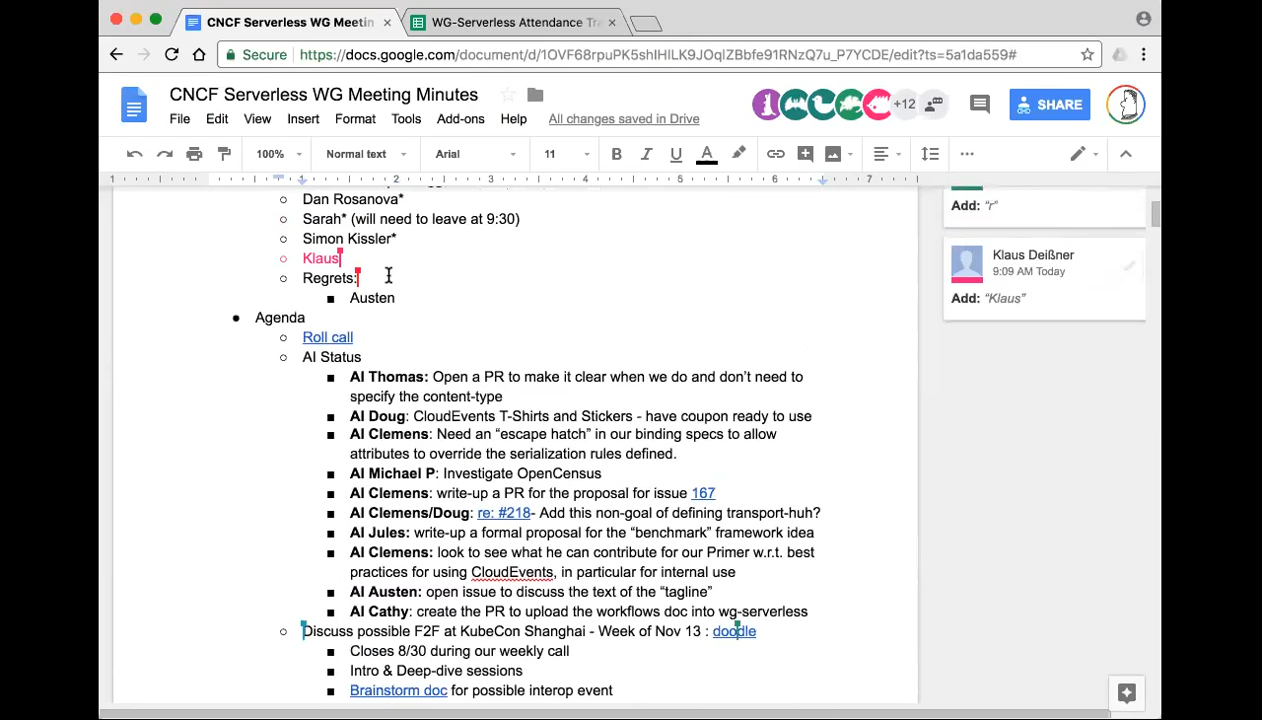 CNCF Serverless WG Meetin
WG-Serverless Attendance Tra
Secure
https://docs.google.com/document/d/1OVF68rpuPK5shIHILK9JOqlZBbfe91RNzQ7u_P7YCDE/edit?ts=5a1da559#
CNCF Serverless WG Meeting Minutes
+12
SHARE
File Edit View Insert Format Tools Add-ons Help All changes saved in Drive
100% Normal text Arial 11 B I U A
1 1 2 3 4 5 6 7
Dan Rosanova*
Sarah* (will need to leave at 9:30)
Simon Kissler*
Klaus
Regrets:
Austen
Agenda
Roll call
AI Status
AI Thomas: Open a PR to make it clear when we do and don’t need to
specify the content-type
AI Doug: CloudEvents T-Shirts and Stickers - have coupon ready to use
AI Clemens: Need an “escape hatch” in our binding specs to allow
attributes to override the serialization rules defined.
AI Michael P: Investigate OpenCensus
AI Clemens: write-up a PR for the proposal for issue 167
AI Clemens/Doug: re: #218- Add this non-goal of defining transport-huh?
AI Jules: write-up a formal proposal for the “benchmark” framework idea
AI Clemens: look to see what he can contribute for our Primer w.r.t. best
practices for using CloudEvents, in particular for internal use
AI Austen: open issue to discuss the text of the “tagline”
AI Cathy: create the PR to upload the workflows doc into wg-serverless
Discuss possible F2F at KubeCon Shanghai - Week of Nov 13 : doodle
Closes 8/30 during our weekly call
Intro & Deep-dive sessions
Brainstorm doc for possible interop event
Add: “r”
Klaus Deißner
9:09 AM Today
Add: “Klaus”